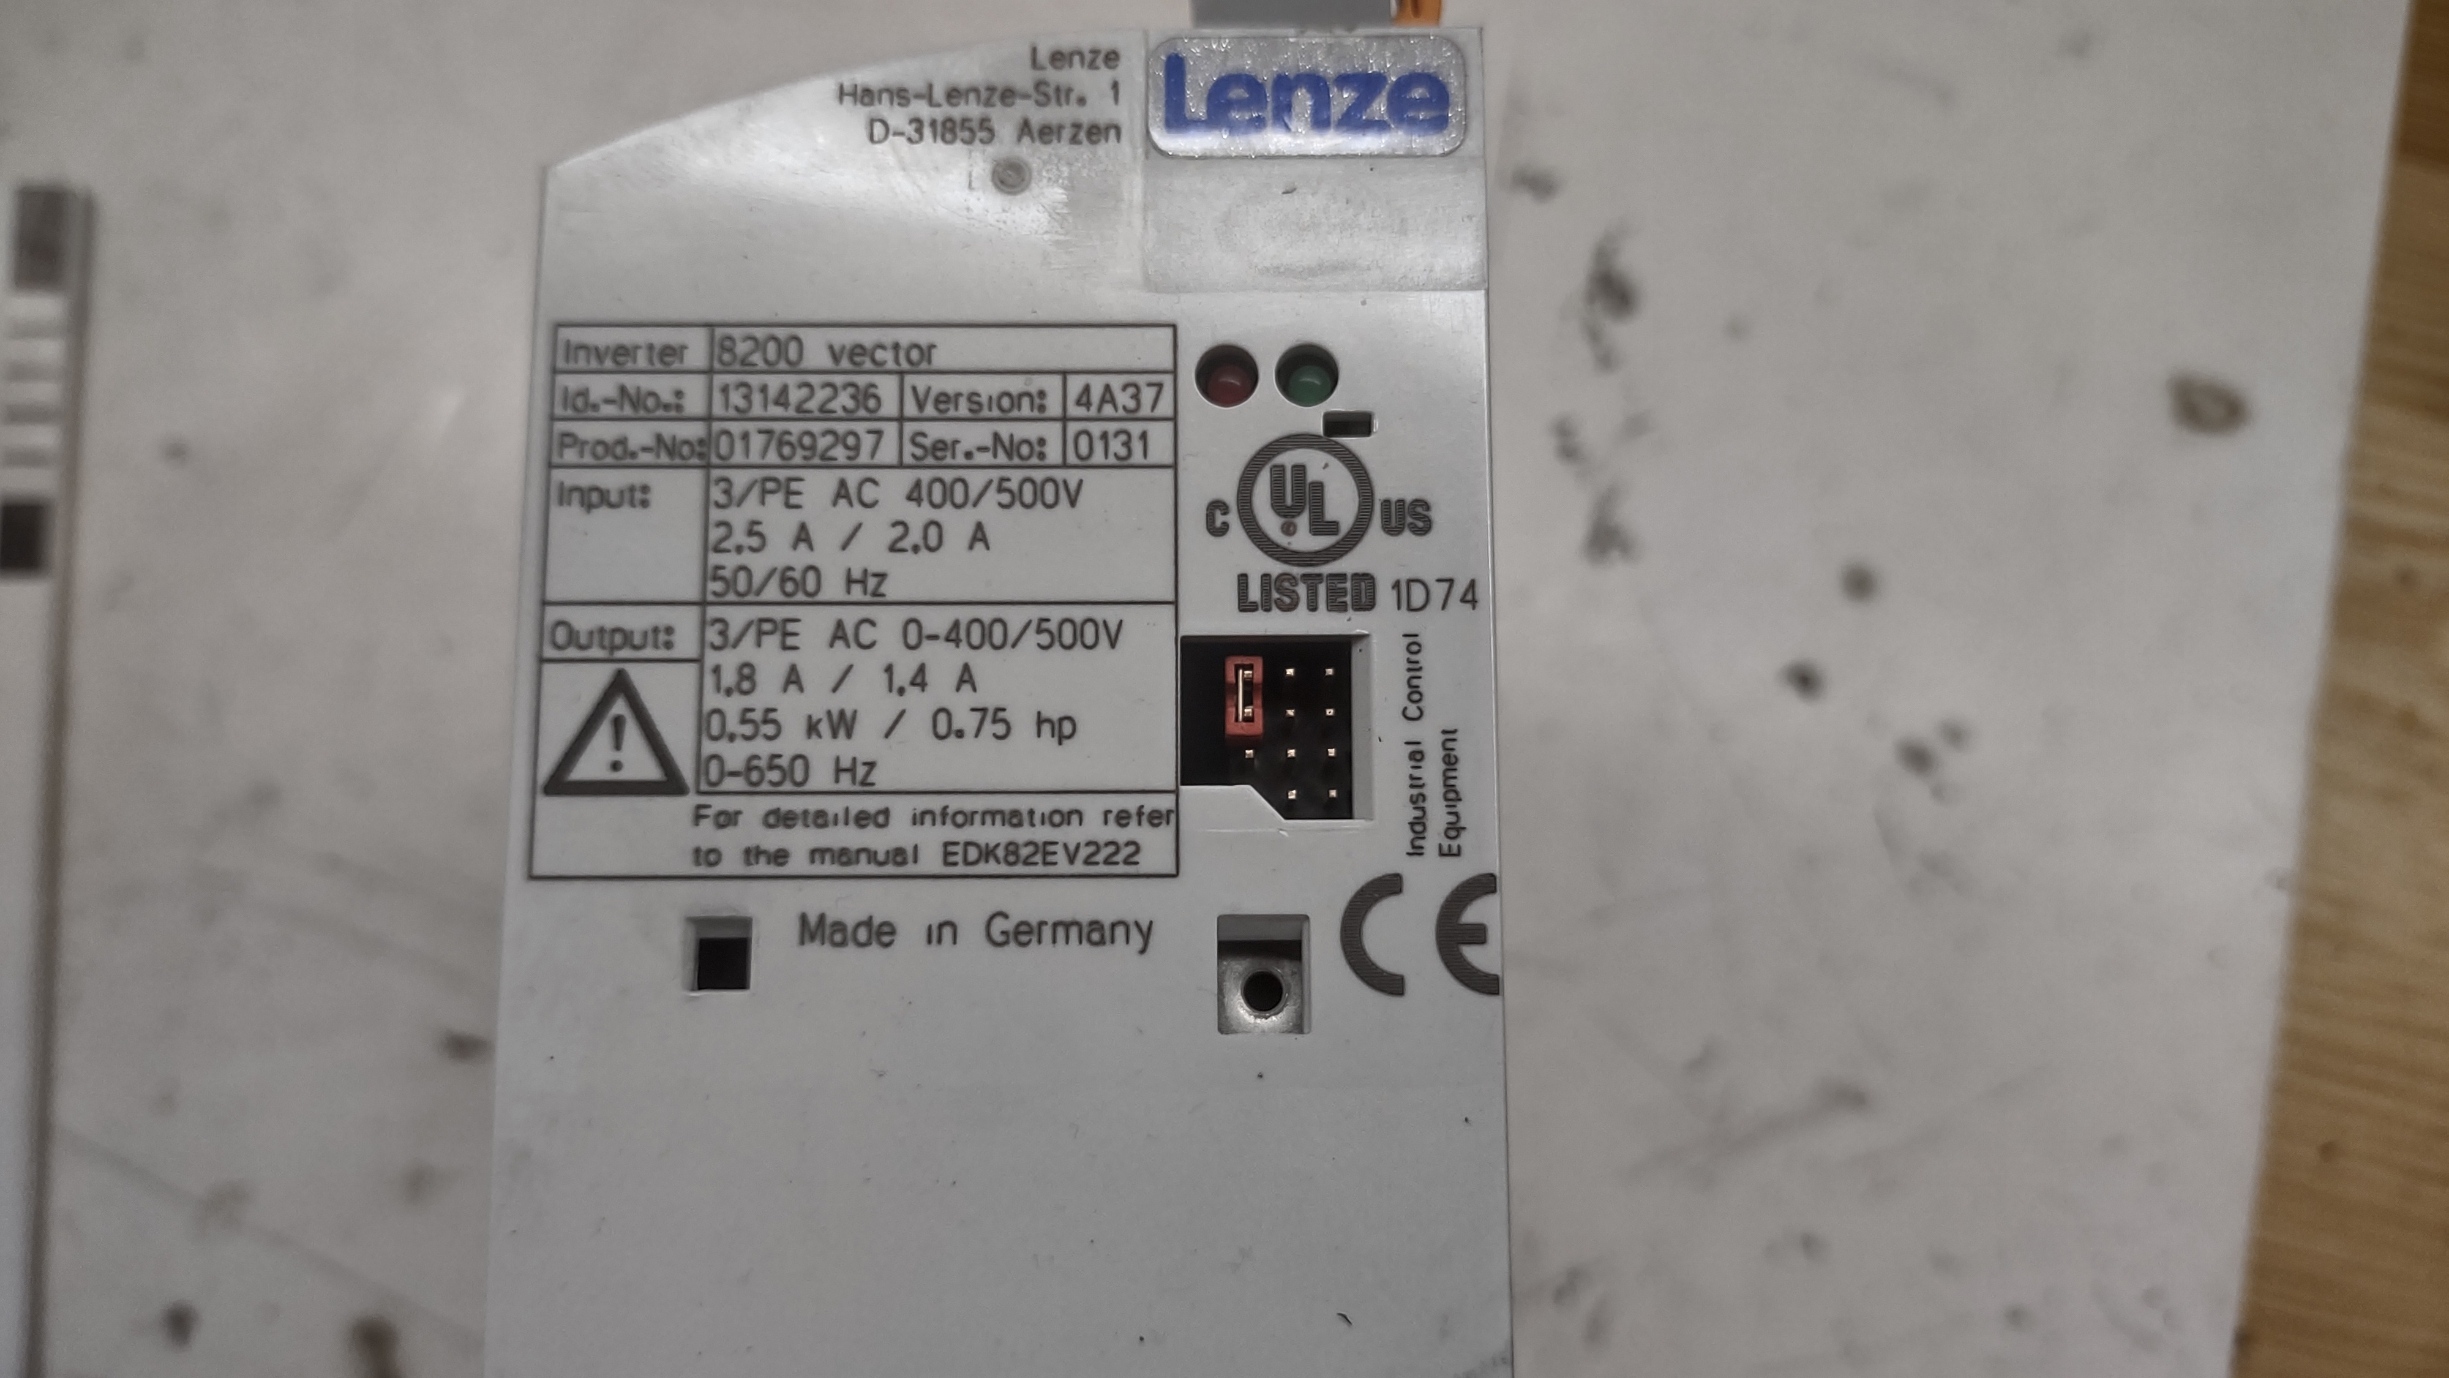 Lenze
Hans-Lenze-Str. 1
D-31855 Aerzen
Lenze
Inverter 8200 vector
Id.-No.: 13142236 Version: 4A37
Prod.-No: 01769297 Ser.-No: 0131
Input: 3/PE AC 400/500V
2.5 A / 2.0 A
50/60 Hz
Output: 3/PE AC 0-400/500V
1.8 A / 1.4 A
0.55 kW / 0.75 hp
0-650 Hz
!
For detailed information refer
to the manual EDK82EV222
C UL US
LISTED 1D74
Industrial Control
Equipment
Made in Germany
CE